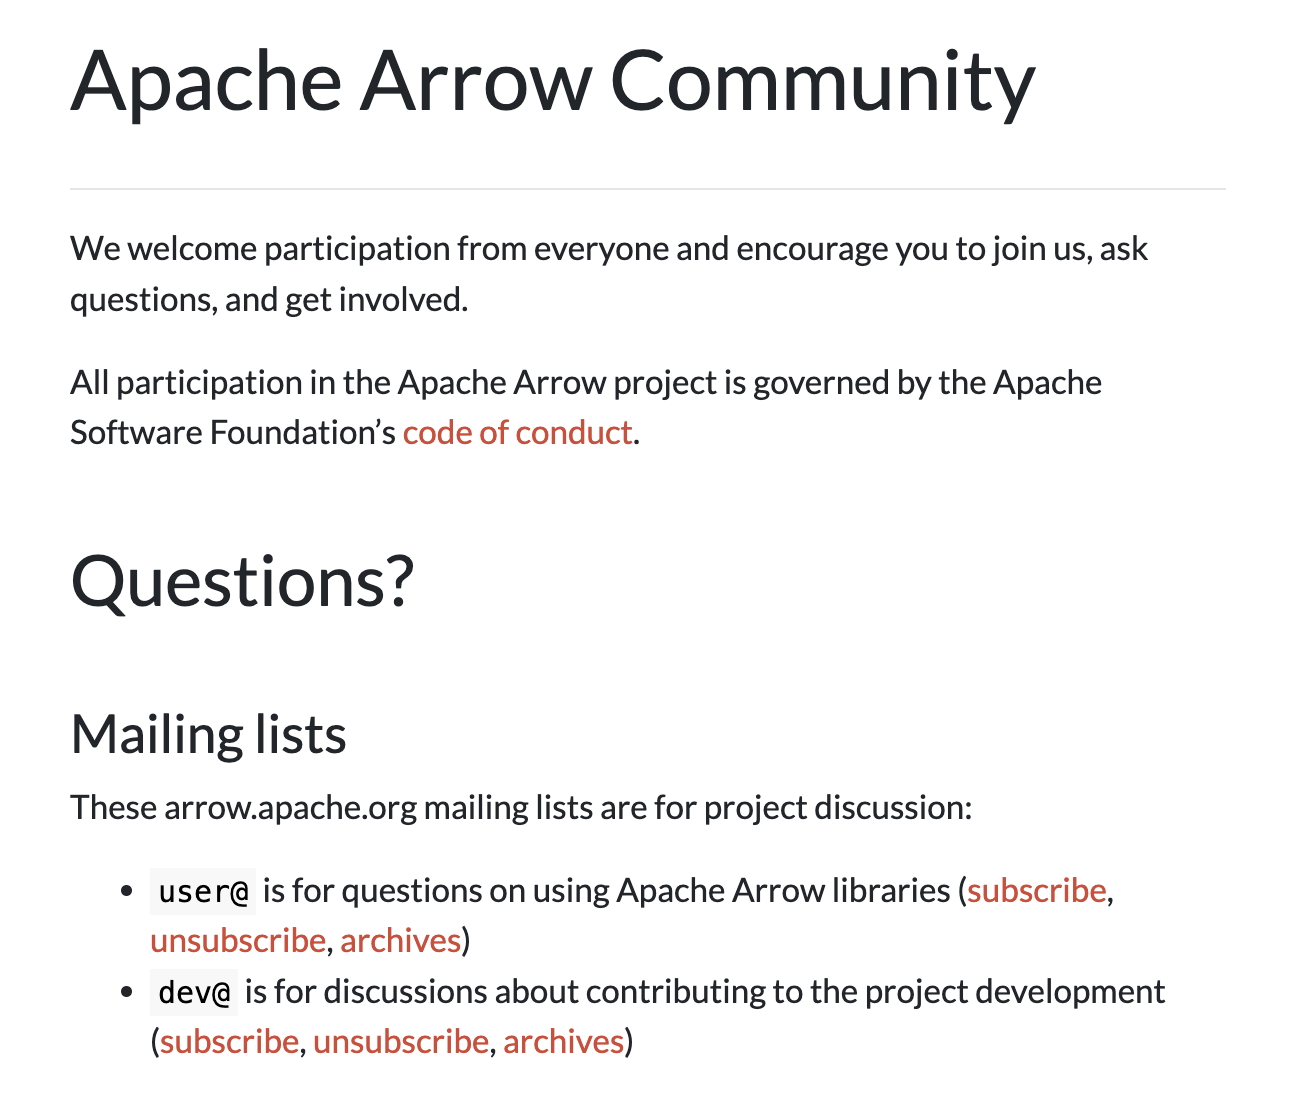 Apache Arrow Community
We welcome participation from everyone and encourage you to join us, ask
questions, and get involved.
All participation in the Apache Arrow project is governed by the Apache
Software Foundation’s code of conduct.
Questions?
Mailing lists
These arrow.apache.org mailing lists are for project discussion:
• user@ is for questions on using Apache Arrow libraries (subscribe,
unsubscribe, archives)
• dev@ is for discussions about contributing to the project development
(subscribe, unsubscribe, archives)